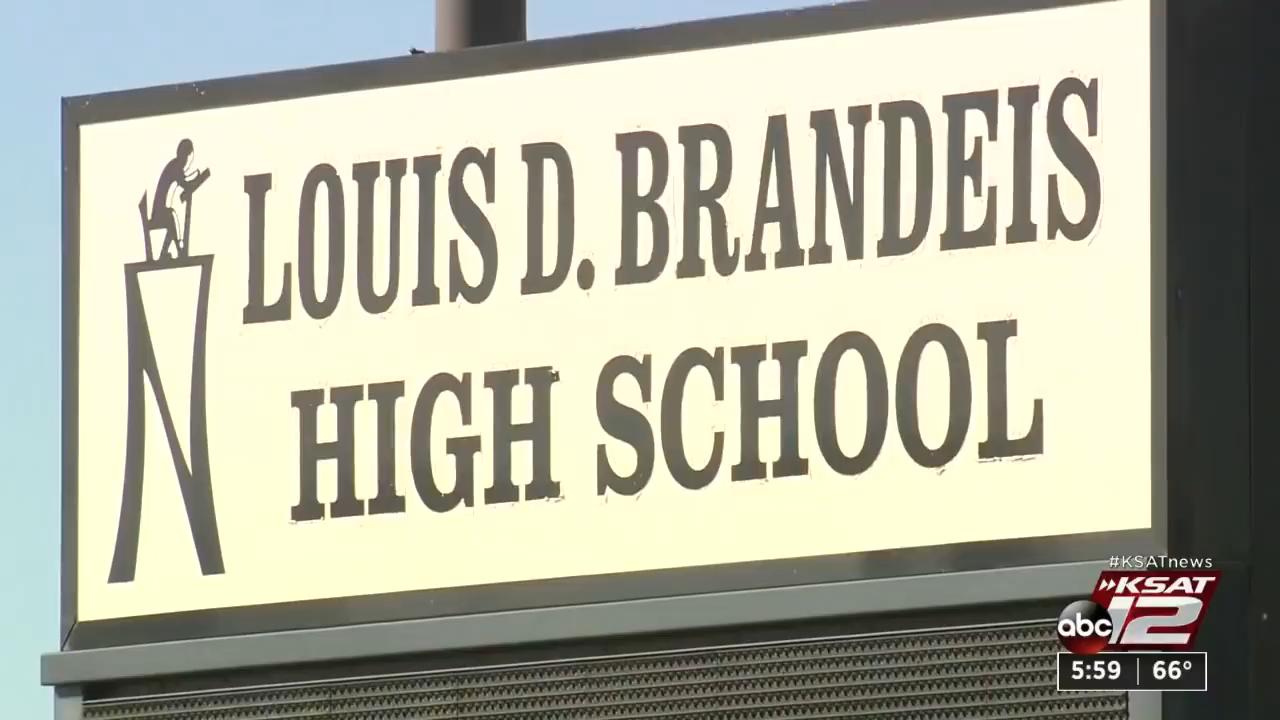 LOUIS D. BRANDEIS
HIGH SCHOOL
#KSATnews
KSAT
abc 12
5:59 66°